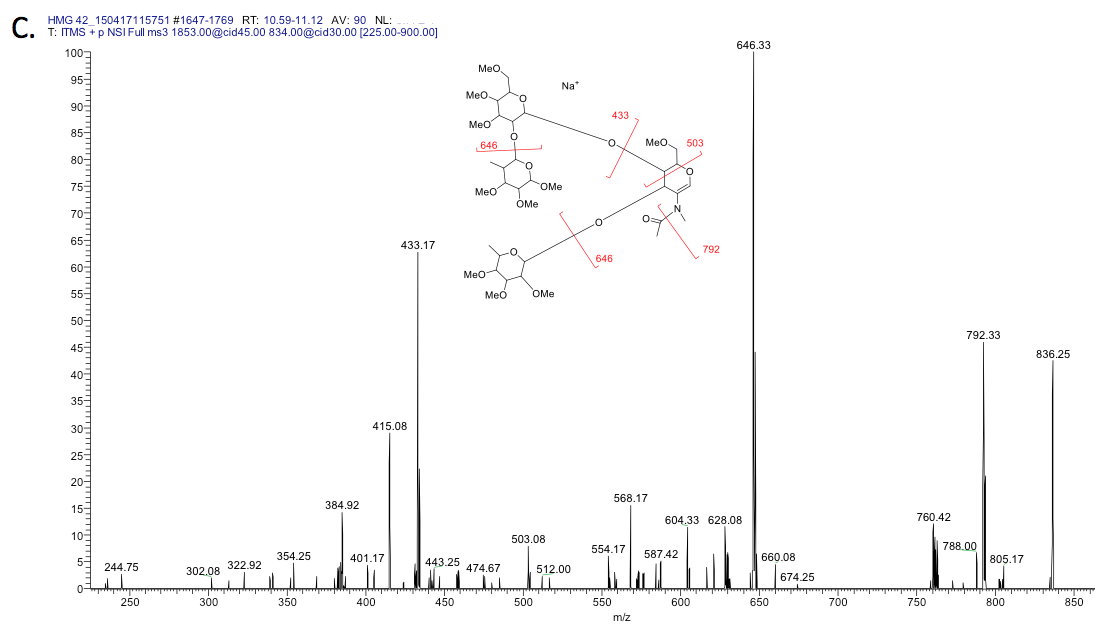 C.
HMG 42_150417115751 #1647-1769 RT: 10.59-11.12 AV: 90 NL:
T: ITMS + p NSI Full ms3 1853.00@cid45.00 834.00@cid30.00 [225.00-900.00]
100
95
90
85
80
75
70
65
60
55
50
45
40
35
30
25
20
15
10
5
0
646.33
433.17
792.33
836.25
415.08
384.92
568.17
604.33
628.08
760.42
503.08
554.17
587.42
788.00
805.17
354.25
401.17
443.25
660.08
244.75
302.08
322.92
474.67
512.00
674.25
MeO
Na+
MeO
O
MeO
O
433
O
MeO
503
646
O
O
MeO
OMe
OMe
N
O
O
792
646
O
MeO
MeO
OMe
250
300
350
400
450
500
550
600
650
700
750
800
850
m/z